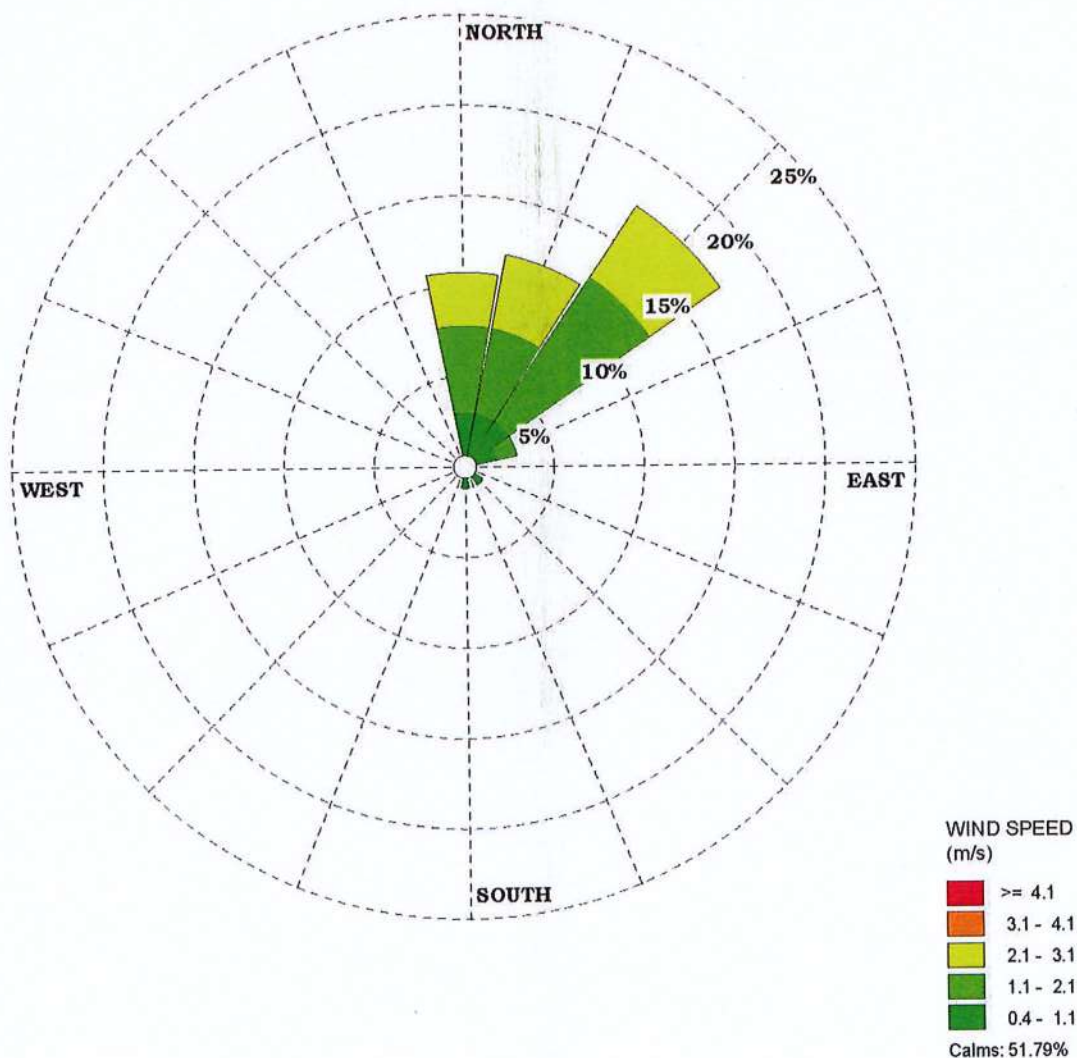 NORTH
25%
20%
15%
10%
5%
WEST
EAST
SOUTH
WIND SPEED
(m/s)
>= 4.1
3.1 - 4.1
2.1 - 3.1
1.1 - 2.1
0.4 - 1.1
Calms: 51.79%